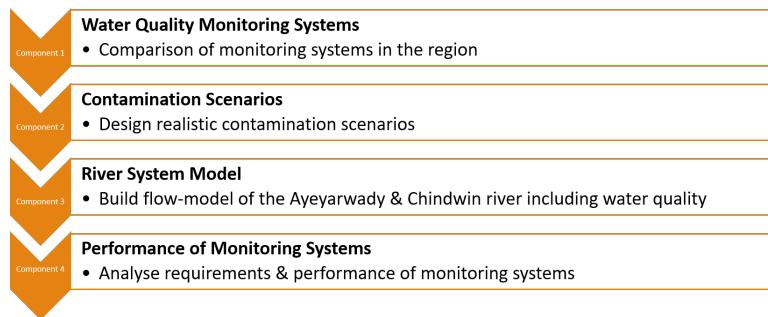 Component 1
Water Quality Monitoring Systems
• Comparison of monitoring systems in the region
Component 2
Contamination Scenarios
• Design realistic contamination scenarios
Component 3
River System Model
• Build flow-model of the Ayeyarwady & Chindwin river including water quality
Component 4
Performance of Monitoring Systems
• Analyse requirements & performance of monitoring systems